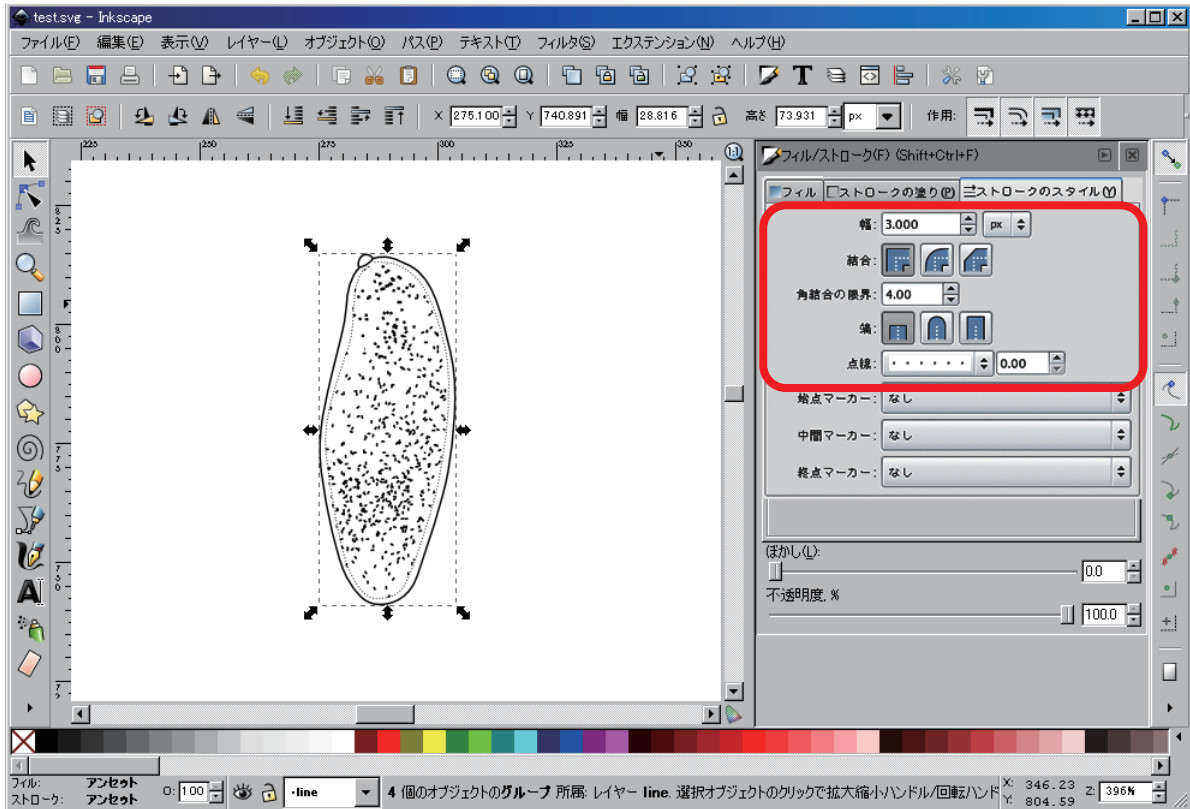 test.svg - Inkscape
ファイル(F) 編集(E) 表示(V) レイヤー(L) オブジェクト(O) パス(P) テキスト(T) フィルタ(S) エクステンション(N) ヘルプ(H)
X 275.100 Y 740.891 幅 28.816 高さ 73.931 px 作用:
225 250 275 300 325 350
フィル/ストローク(F) (Shift+Ctrl+F)
フィル ストロークの塗り(P) ストロークのスタイル(Y)
幅: 3.000 px
結合:
角結合の限界: 4.00
端:
点線: 0.00
始点マーカー: なし
中間マーカー: なし
終点マーカー: なし
ぼかし(L):
0.0
不透明度, %
100.0
825
800
775
750
フィル: アンセット
ストローク: アンセット
O: 100
·line
4 個のオブジェクトのグループ 所属: レイヤー line. 選択オブジェクトのクリックで拡大縮小ハンドル/回転ハンド
X: 346.23
Y: 804.59
Z: 396%